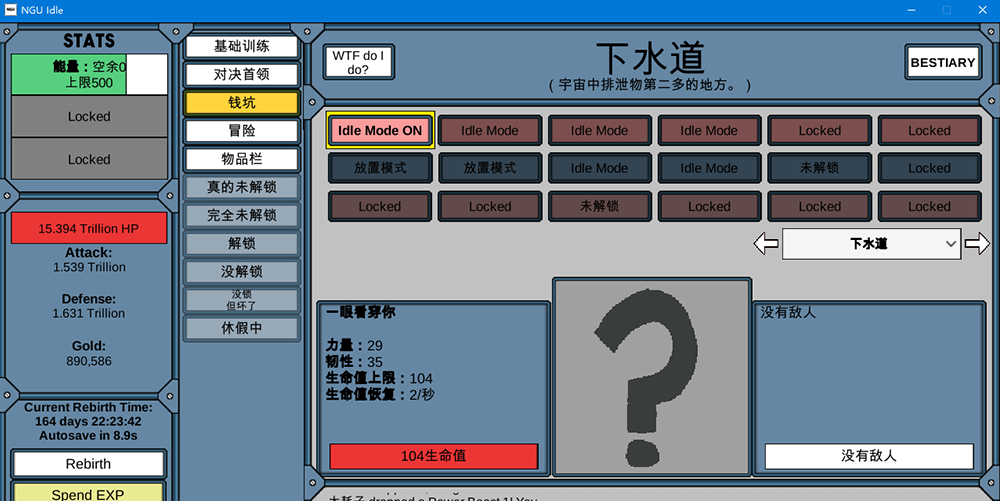 NGU Idle
STATS
能量：空余0
上限500
Locked
Locked
15.394 Trillion HP
Attack:
1.539 Trillion
Defense:
1.631 Trillion
Gold:
890,586
Current Rebirth Time:
164 days 22:23:42
Autosave in 8.9s
Rebirth
Spend EXP
基础训练
对决首领
钱坑
冒险
物品栏
真的未解锁
完全未解锁
解锁
没解锁
没锁
但坏了
休假中
WTF do I
do?
下水道
（宇宙中排泄物第二多的地方。）
BESTIARY
Idle Mode ON
Idle Mode
Idle Mode
Idle Mode
Locked
Locked
放置模式
放置模式
Idle Mode
Idle Mode
未解锁
Locked
Locked
Locked
未解锁
Locked
Locked
Locked
下水道
一眼看穿你
力量：29
韧性：35
生命值上限：104
生命值恢复：2/秒
104生命值
没有敌人
没有敌人